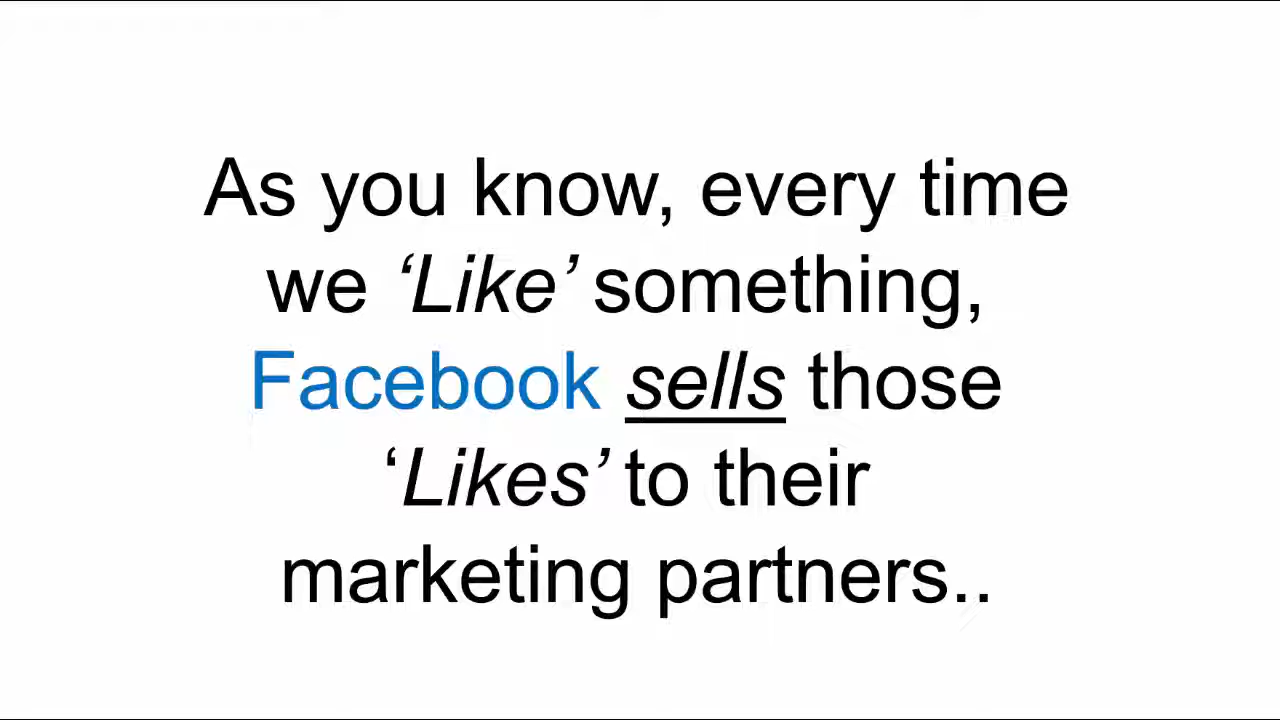 As you know, every time
we ‘Like’ something,
Facebook sells those
‘Likes’ to their
marketing partners..